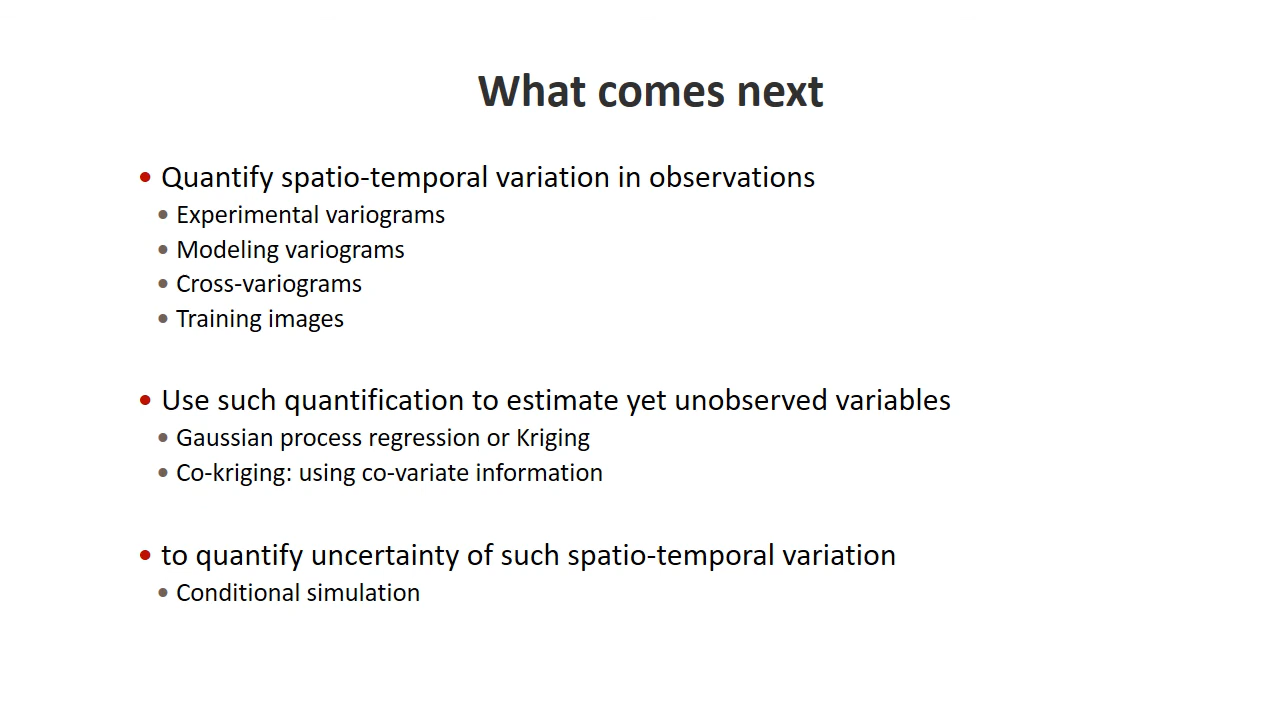 What comes next
• Quantify spatio-temporal variation in observations
• Experimental variograms
• Modeling variograms
• Cross-variograms
• Training images
• Use such quantification to estimate yet unobserved variables
• Gaussian process regression or Kriging
• Co-kriging: using co-variate information
• to quantify uncertainty of such spatio-temporal variation
• Conditional simulation